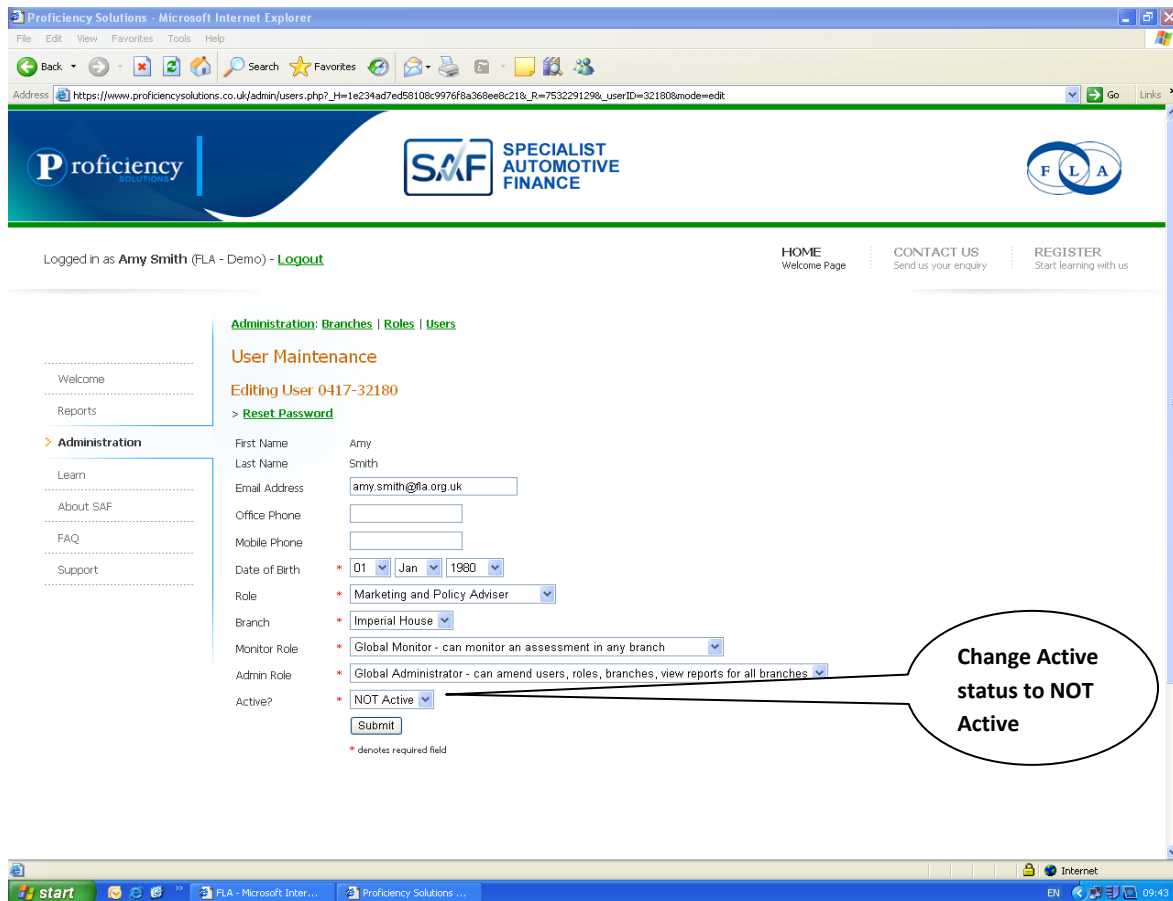 Proficiency Solutions - Microsoft Internet Explorer
File Edit View Favorites Tools Help
Back Search Favorites
Address https://www.proficiencysolutions.co.uk/admin/users.php?_H=1e234ad7ed58108c9976f8a368ee8c21&_R=753229129&_userID=32180&mode=edit Go Links
Proficiency SOLUTIONS
SAF SPECIALIST
AUTOMOTIVE
FINANCE
F L A
Logged in as Amy Smith (FLA - Demo) - Logout
HOME CONTACT US REGISTER
Welcome Page Send us your enquiry Start learning with us
Administration: Branches | Roles | Users
User Maintenance
Editing User 0417-32180
> Reset Password
Welcome
Reports
> Administration
Learn
About SAF
FAQ
Support
First Name Amy
Last Name Smith
Email Address amy.smith@fla.org.uk
Office Phone
Mobile Phone
Date of Birth * 01 Jan 1980
Role * Marketing and Policy Adviser
Branch * Imperial House
Monitor Role * Global Monitor - can monitor an assessment in any branch
Admin Role * Global Administrator - can amend users, roles, branches, view reports for all branches
Active? * NOT Active
Submit
* denotes required field
Change Active
status to NOT
Active
Internet
start FLA - Microsoft Inter... Proficiency Solutions ... EN 09:43